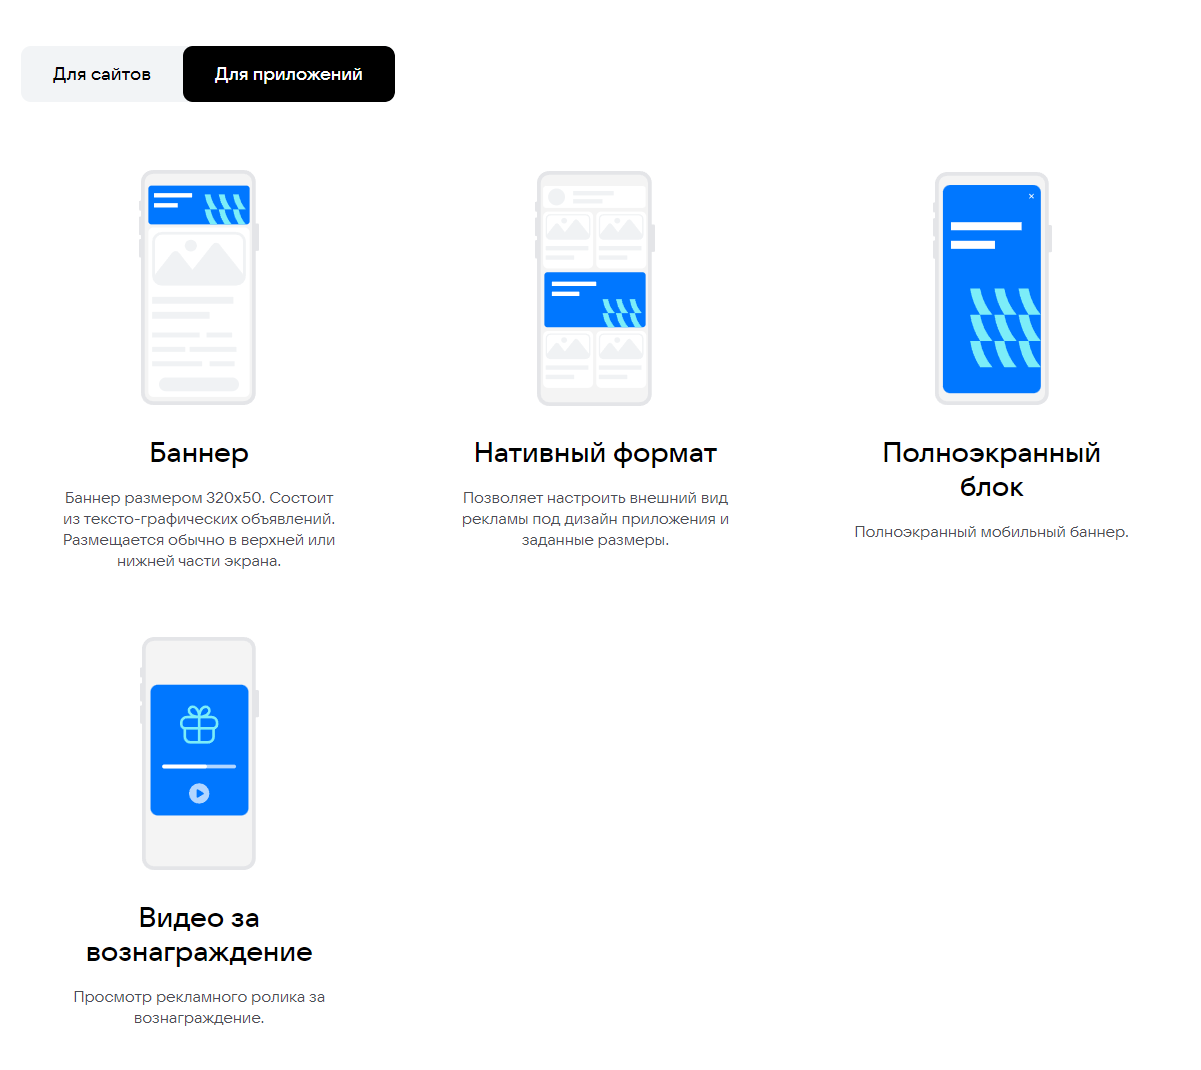 Для сайтов
Для приложений
Баннер
Баннер размером 320x50. Состоит
из тексто-графических объявлений.
Размещается обычно в верхней или
нижней части экрана.
Нативный формат
Позволяет настроить внешний вид
рекламы под дизайн приложения и
заданные размеры.
Полноэкранный
блок
Полноэкранный мобильный баннер.
Видео за
вознаграждение
Просмотр рекламного ролика за
вознаграждение.